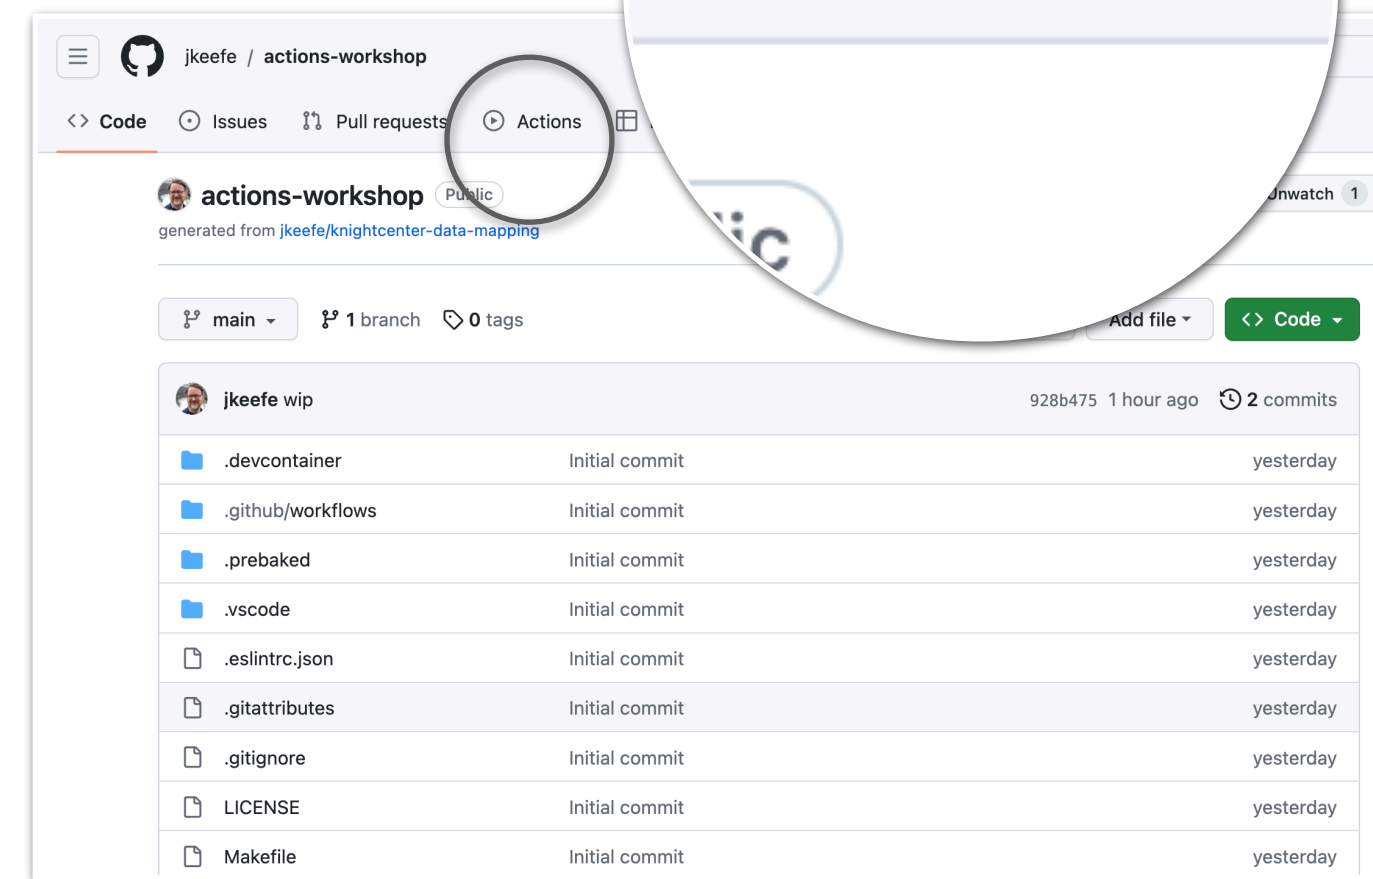 jkeefe / actions-workshop
Code Issues Pull requests Actions
actions-workshop Public
generated from jkeefe/knightcenter-data-mapping
Unwatch 1
lic
main 1 branch 0 tags Add file Code
jkeefe wip 928b475 1 hour ago 2 commits
.devcontainer Initial commit yesterday
.github/workflows Initial commit yesterday
.prebaked Initial commit yesterday
.vscode Initial commit yesterday
.eslintrc.json Initial commit yesterday
.gitattributes Initial commit yesterday
.gitignore Initial commit yesterday
LICENSE Initial commit yesterday
Makefile Initial commit yesterday